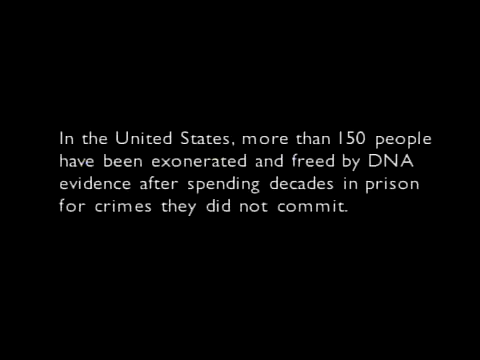 In the United States, more than 150 people
have been exonerated and freed by DNA
evidence after spending decades in prison
for crimes they did not commit.